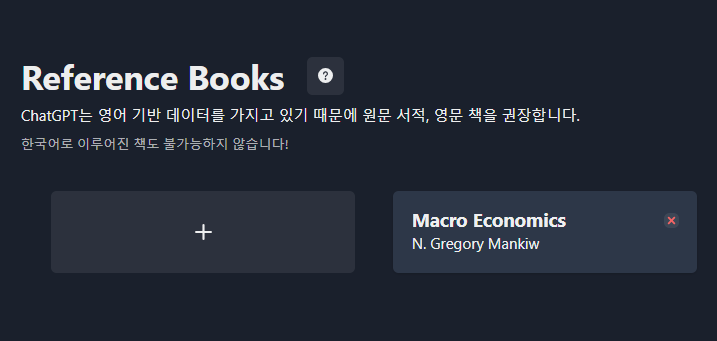 Reference Books
ChatGPT는 영어 기반 데이터를 가지고 있기 때문에 원문 서적, 영문 책을 권장합니다.
한국어로 이루어진 책도 불가능하지 않습니다!
Macro Economics
N. Gregory Mankiw